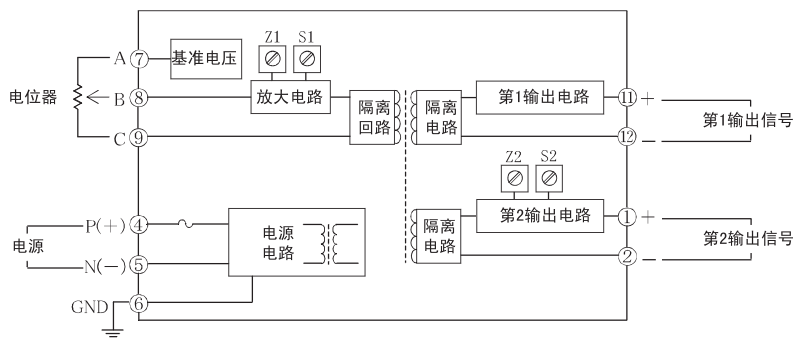 Z1
S1
A
⑦
基准电压
电位器
B
⑧
放大电路
隔离
回路
隔离
电路
第1输出电路
⑪
+
第1输出信号
C
⑨
⑫
−
Z2
S2
P(+)
④
电源
电路
隔离
电路
第2输出电路
①
+
第2输出信号
电源
N(−)
⑤
②
−
GND
⑥